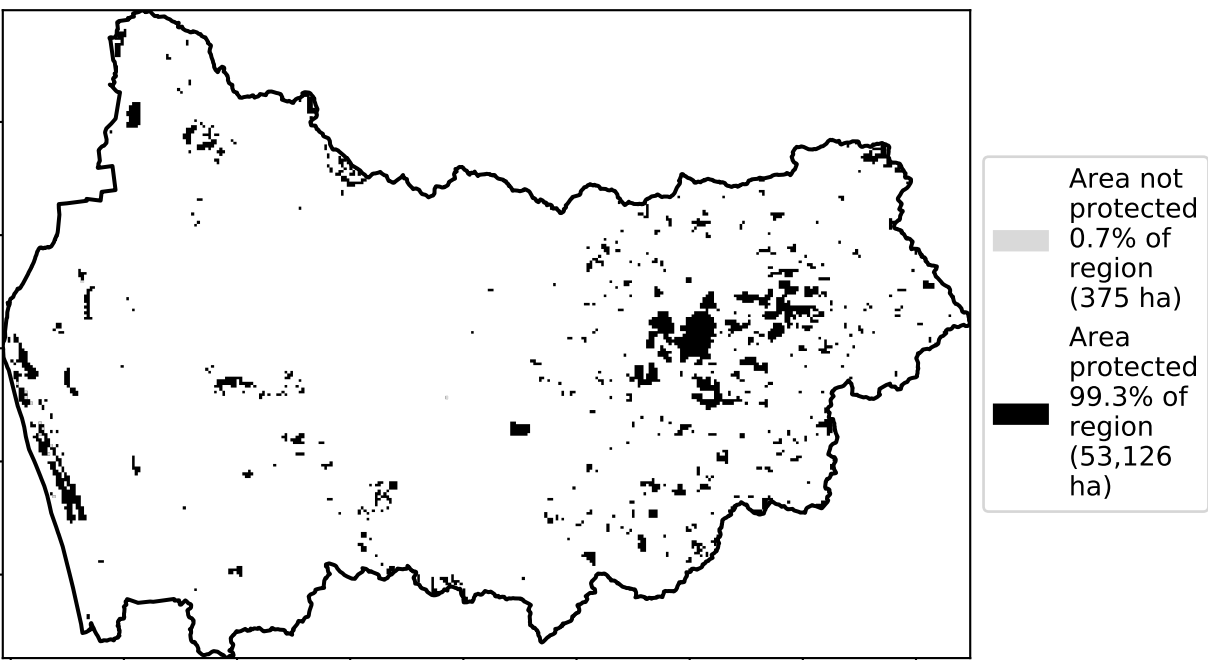 Area not
protected
0.7% of
region
(375 ha)
Area
protected
99.3% of
region
(53,126
ha)